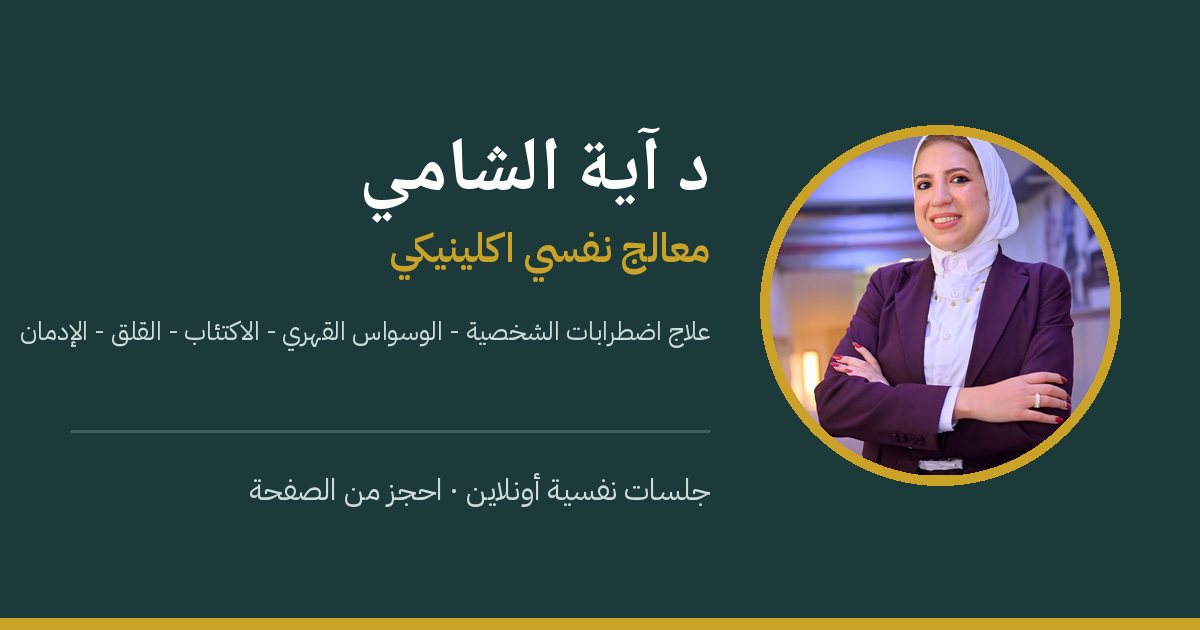 د آية الشامي
معالج نفسي اكلينيكي
علاج اضطرابات الشخصية - الوسواس القهري - الاكتئاب - القلق - الإدمان
جلسات نفسية أونلاين · احجز من الصفحة